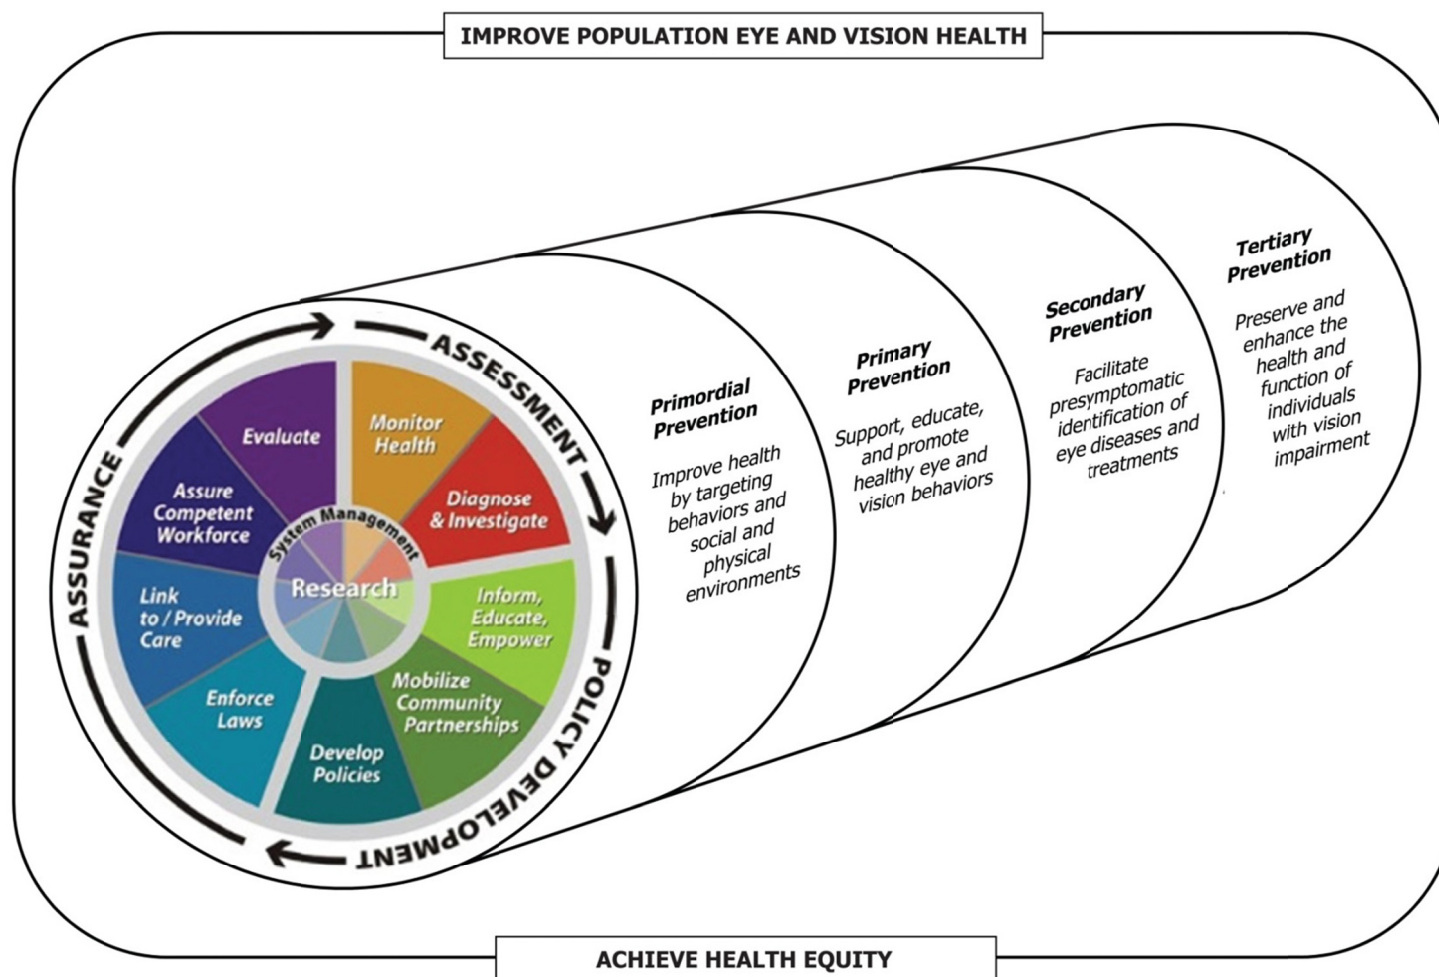 IMPROVE POPULATION EYE AND VISION HEALTH
ASSESSMENT
POLICY DEVELOPMENT
ASSURANCE
Evaluate
Monitor
Health
Diagnose
& Investigate
Inform,
Educate,
Empower
Mobilize
Community
Partnerships
Develop
Policies
Enforce
Laws
Link
to / Provide
Care
Assure
Competent
Workforce
System Management
Research
Primordial
Prevention
Improve health
by targeting
behaviors and
social and
physical
environments
Primary
Prevention
Support, educate,
and promote
healthy eye and
vision behaviors
Secondary
Prevention
Facilitate
presymptomatic
identification of
eye diseases and
treatments
Tertiary
Prevention
Preserve and
enhance the
health and
function of
individuals
with vision
impairment
ACHIEVE HEALTH EQUITY